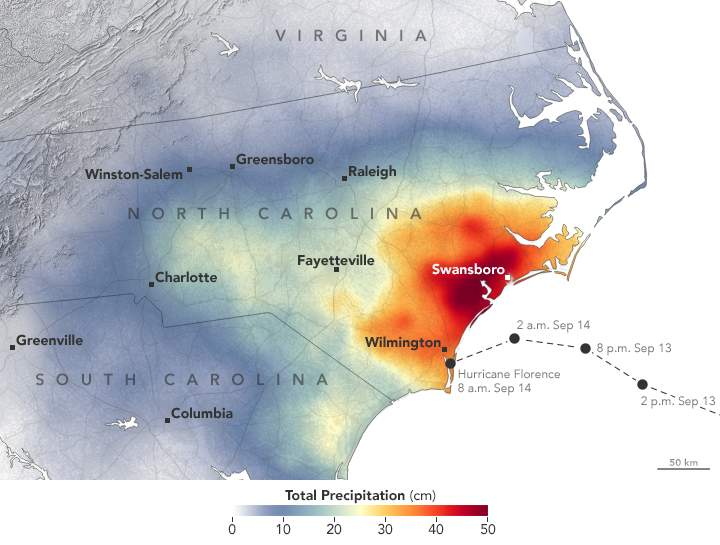 VIRGINIA
Greensboro
Winston-Salem
Raleigh
NORTH CAROLINA
Fayetteville
Swansboro
Charlotte
2 a.m. Sep 14
Greenville
Wilmington
8 p.m. Sep 13
Hurricane Florence
8 a.m. Sep 14
SOUTH CAROLINA
2 p.m. Sep 13
Columbia
50 km
Total Precipitation (cm)
0 10 20 30 40 50